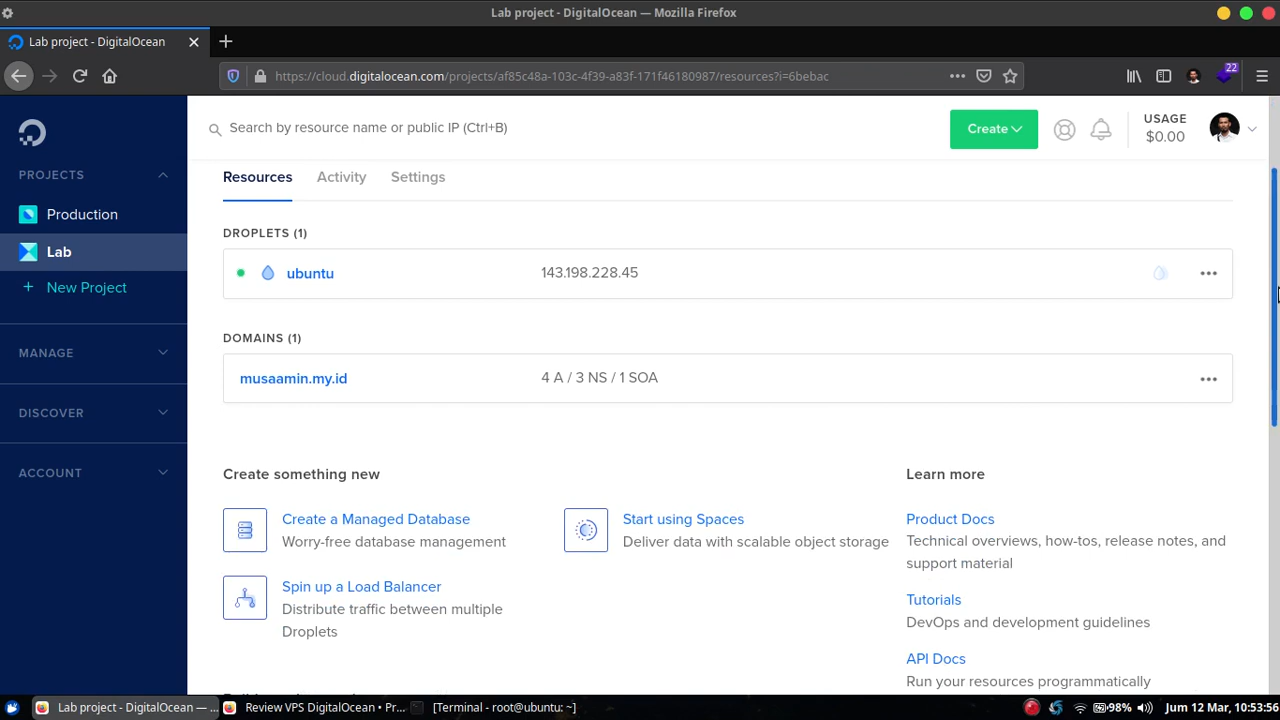 Lab project - DigitalOcean — Mozilla Firefox
Lab project - DigitalOcean
https://cloud.digitalocean.com/projects/af85c48a-103c-4f39-a83f-171f46180987/resources?i=6bebac
22
Search by resource name or public IP (Ctrl+B)
Create
USAGE
$0.00
PROJECTS
Production
Lab
+ New Project
MANAGE
DISCOVER
ACCOUNT
Resources Activity Settings
DROPLETS (1)
ubuntu 143.198.228.45
DOMAINS (1)
musaamin.my.id 4 A / 3 NS / 1 SOA
Create something new
Create a Managed Database
Worry-free database management
Start using Spaces
Deliver data with scalable object storage
Spin up a Load Balancer
Distribute traffic between multiple
Droplets
Learn more
Product Docs
Technical overviews, how-tos, release notes, and
support material
Tutorials
DevOps and development guidelines
API Docs
Run your resources programmatically
Lab project - DigitalOcean — ...
Review VPS DigitalOcean • Pr...
[Terminal - root@ubuntu: ~]
98%
Jum 12 Mar, 10:53:56